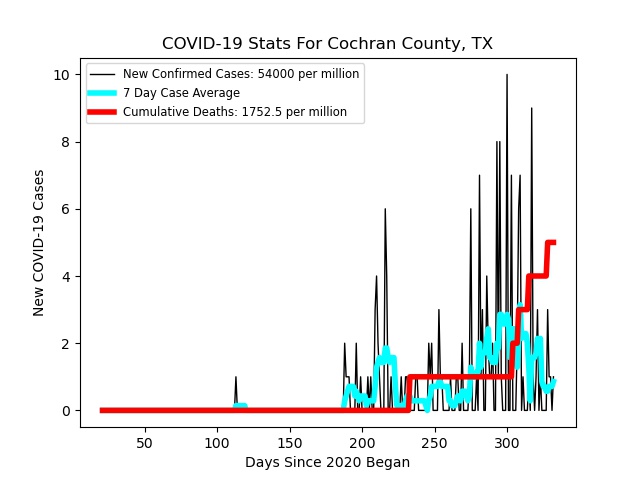 COVID-19 Stats For Cochran County, TX
New Confirmed Cases: 54000 per million
7 Day Case Average
Cumulative Deaths: 1752.5 per million
New COVID-19 Cases
10
8
6
4
2
0
50
100
150
200
250
300
Days Since 2020 Began